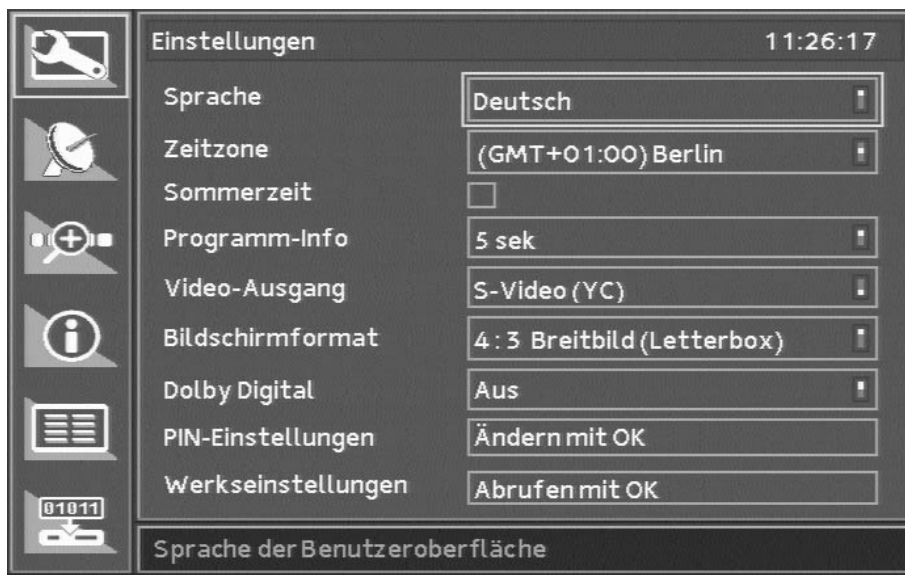 Einstellungen 11:26:17
Sprache Deutsch
Zeitzone (GMT+01:00) Berlin
Sommerzeit
Programm-Info 5 sek
Video-Ausgang S-Video (YC)
Bildschirmformat 4:3 Breitbild (Letterbox)
Dolby Digital Aus
PIN-Einstellungen Ändern mit OK
Werkseinstellungen Abrufen mit OK
01011
Sprache der Benutzeroberfläche